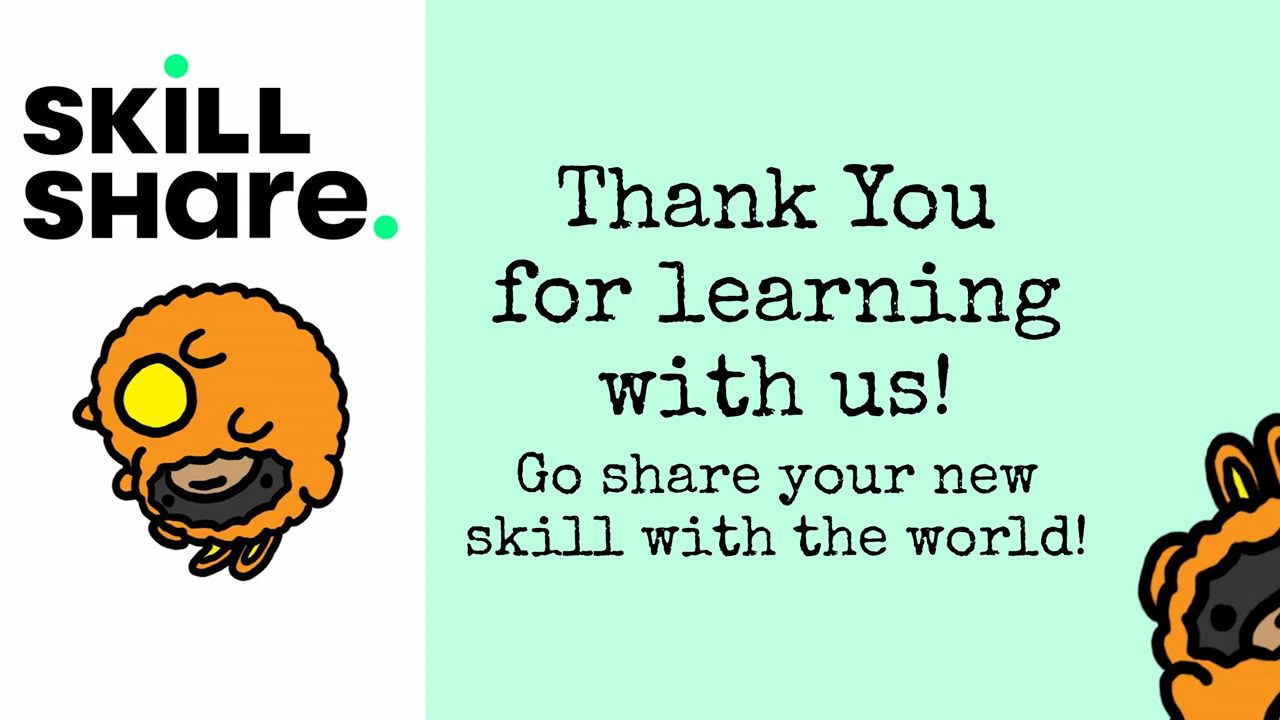 SKILL
SHare.
Thank You
for learning
with us!
Go share your new
skill with the world!